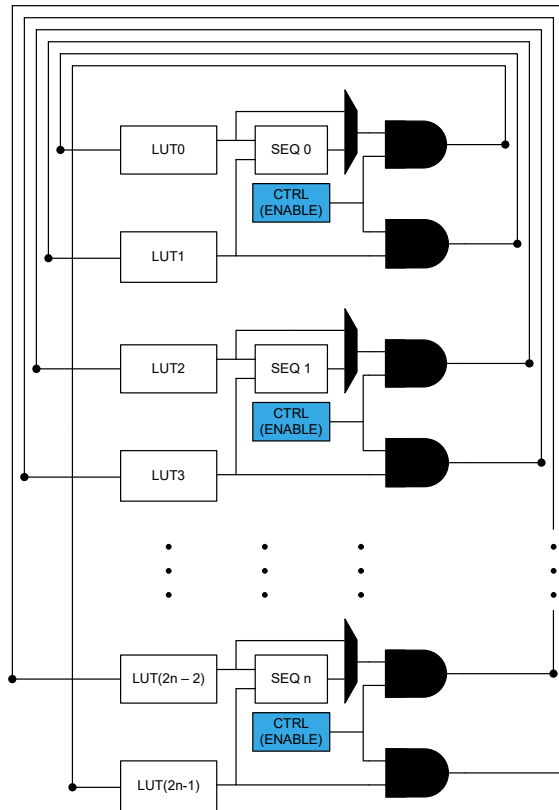 LUT0
SEQ 0
CTRL
(ENABLE)
LUT1
LUT2
SEQ 1
CTRL
(ENABLE)
LUT3
LUT(2n – 2)
SEQ n
CTRL
(ENABLE)
LUT(2n-1)